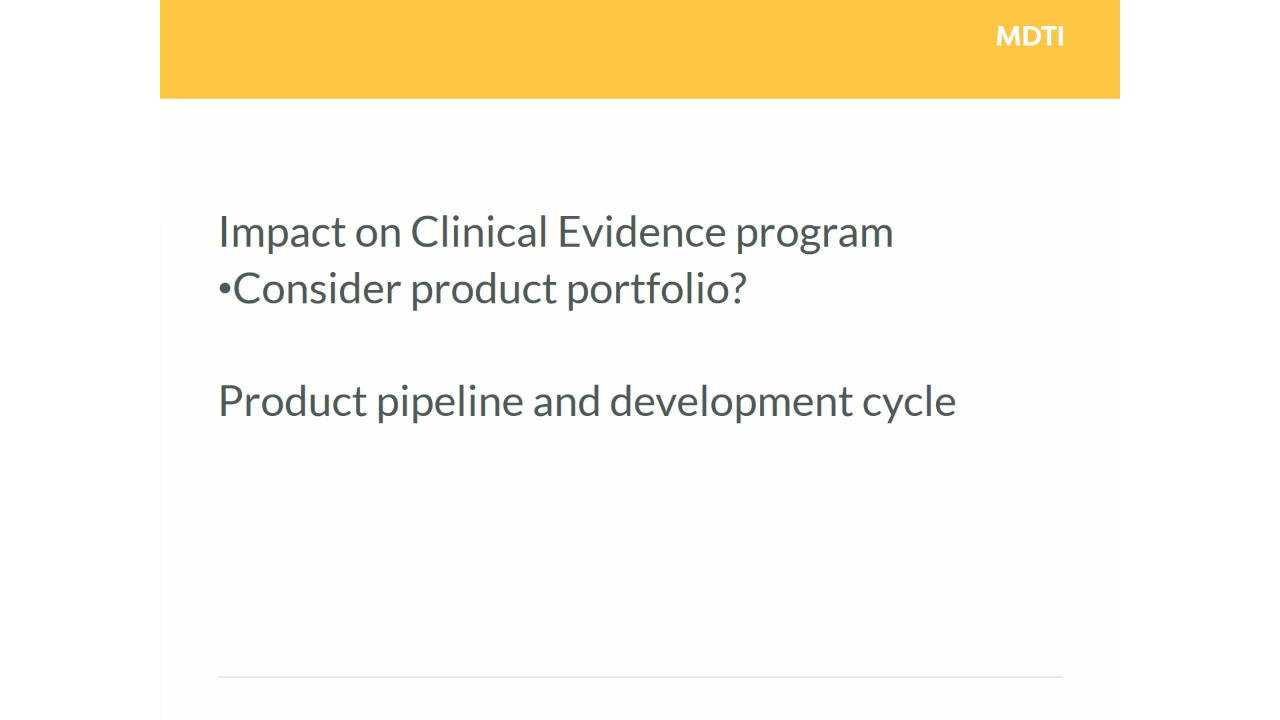 MDTI
Impact on Clinical Evidence program
•Consider product portfolio?
Product pipeline and development cycle